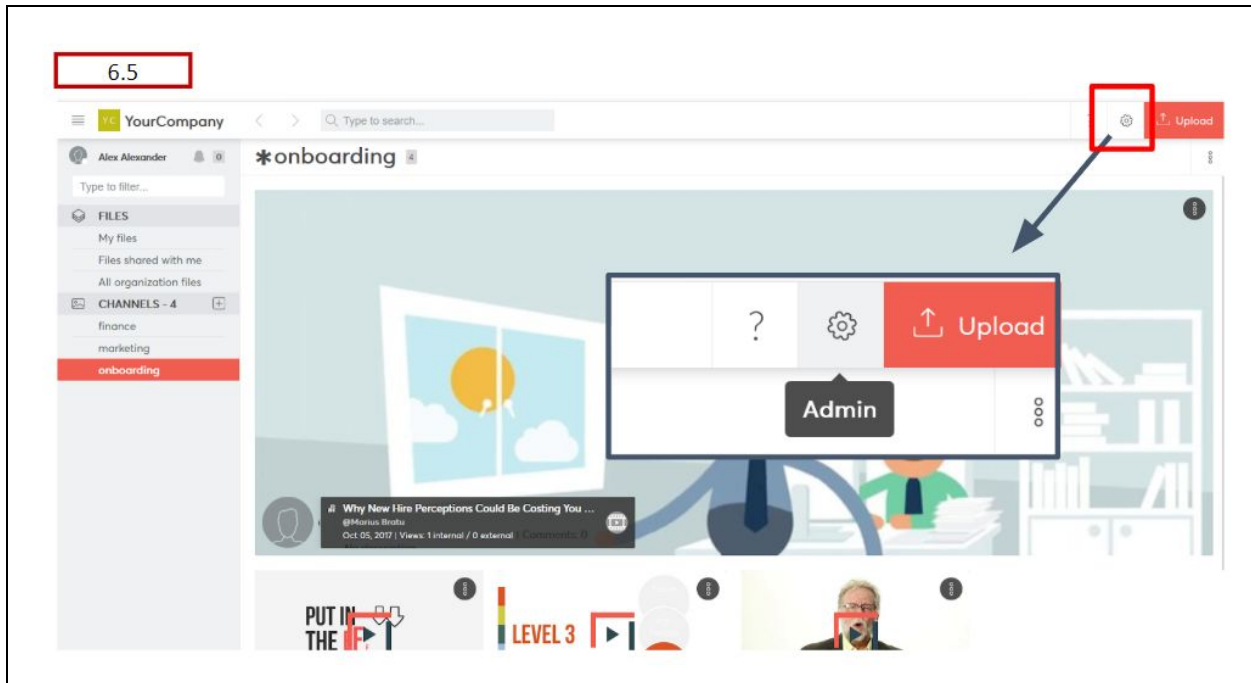 6.5
YC YourCompany
Type to search...
Upload
Alex Alexander 0
Type to filter...
FILES
My files
Files shared with me
All organization files
CHANNELS - 4
finance
marketing
onboarding
*onboarding 4
? Upload
Admin
Why New Hire Perceptions Could Be Costing You ...
@Marius Bratu
Oct 05, 2017 | Views: 1 internal / 0 external | Comments: 0
PUT IN
THE
LEVEL 3